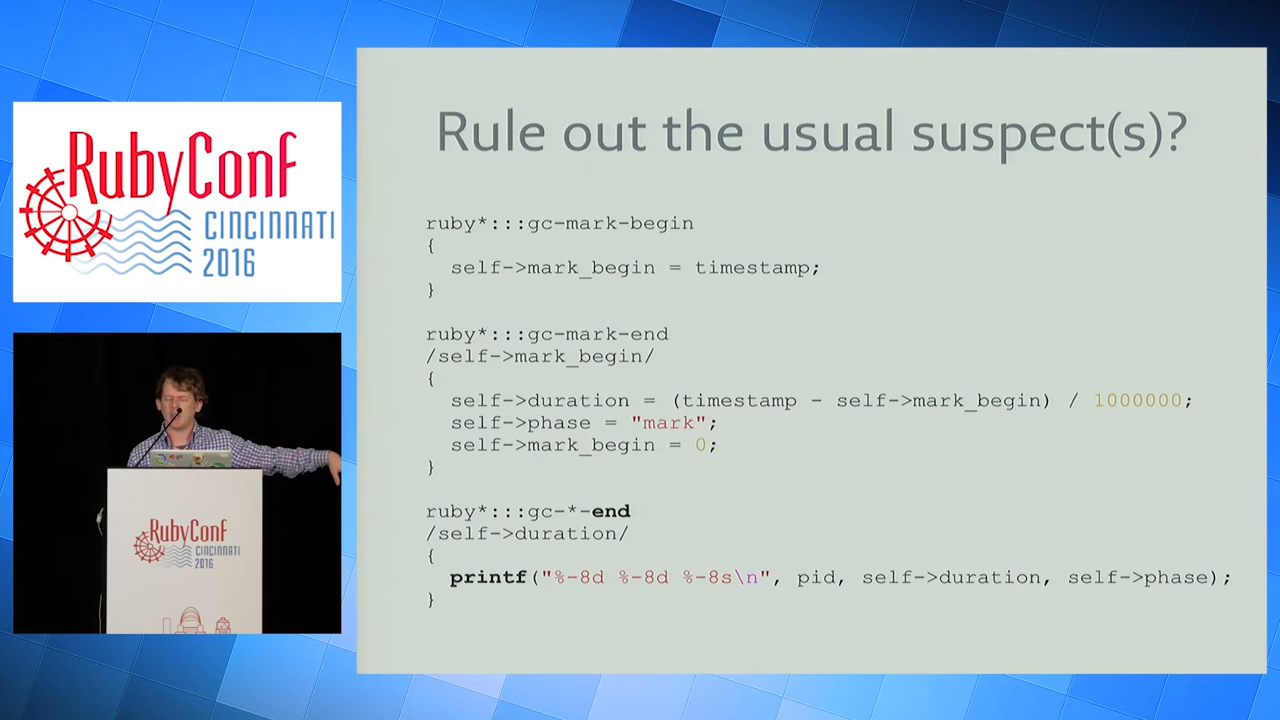 RubyConf
CINCINNATI
2016
RubyConf
CINCINNATI
2016
Rule out the usual suspect(s)?
ruby*:::gc-mark-begin
{
  self->mark_begin = timestamp;
}
ruby*:::gc-mark-end
/self->mark_begin/
{
  self->duration = (timestamp - self->mark_begin) / 1000000;
  self->phase = "mark";
  self->mark_begin = 0;
}
ruby*:::gc-*-end
/self->duration/
{
  printf("%-8d %-8d %-8s\n", pid, self->duration, self->phase);
}